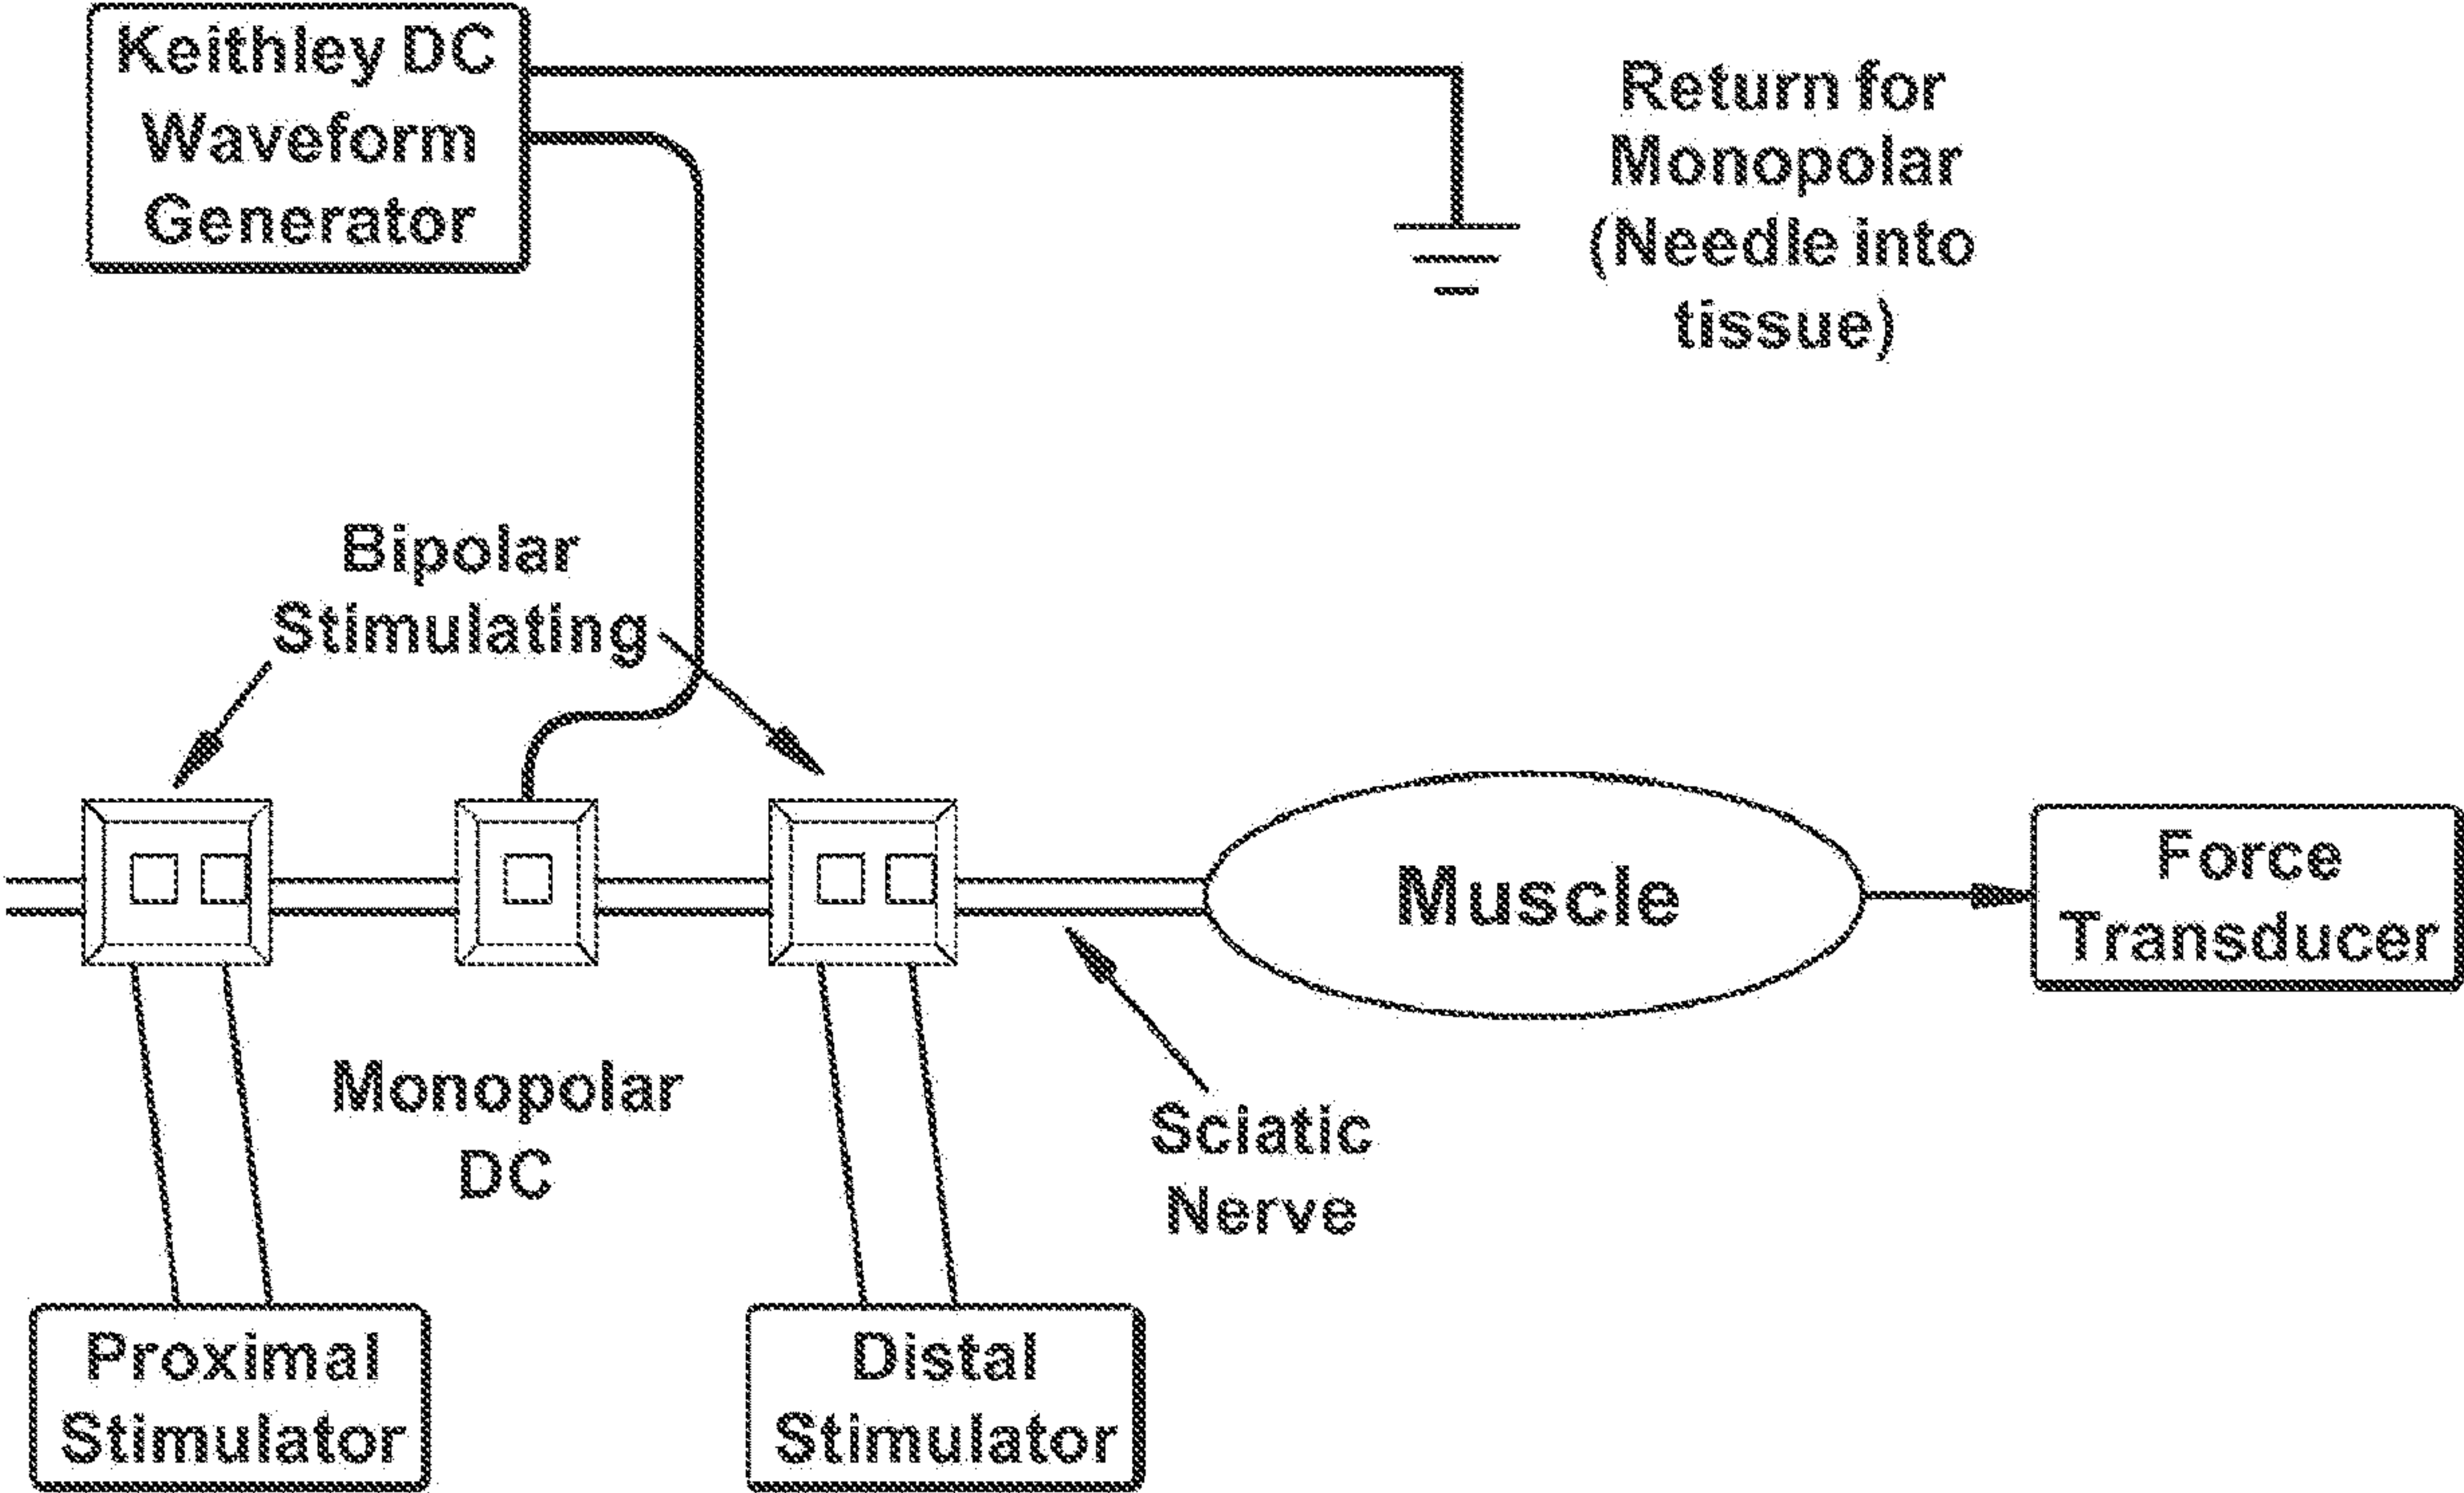 Keithley DC
Waveform
Generator
Return for
Monopolar
(Needle into
tissue)
Bipolar
Stimulating
Muscle
Force
Transducer
Monopolar
DC
Sciatic
Nerve
Proximal
Stimulator
Distal
Stimulator